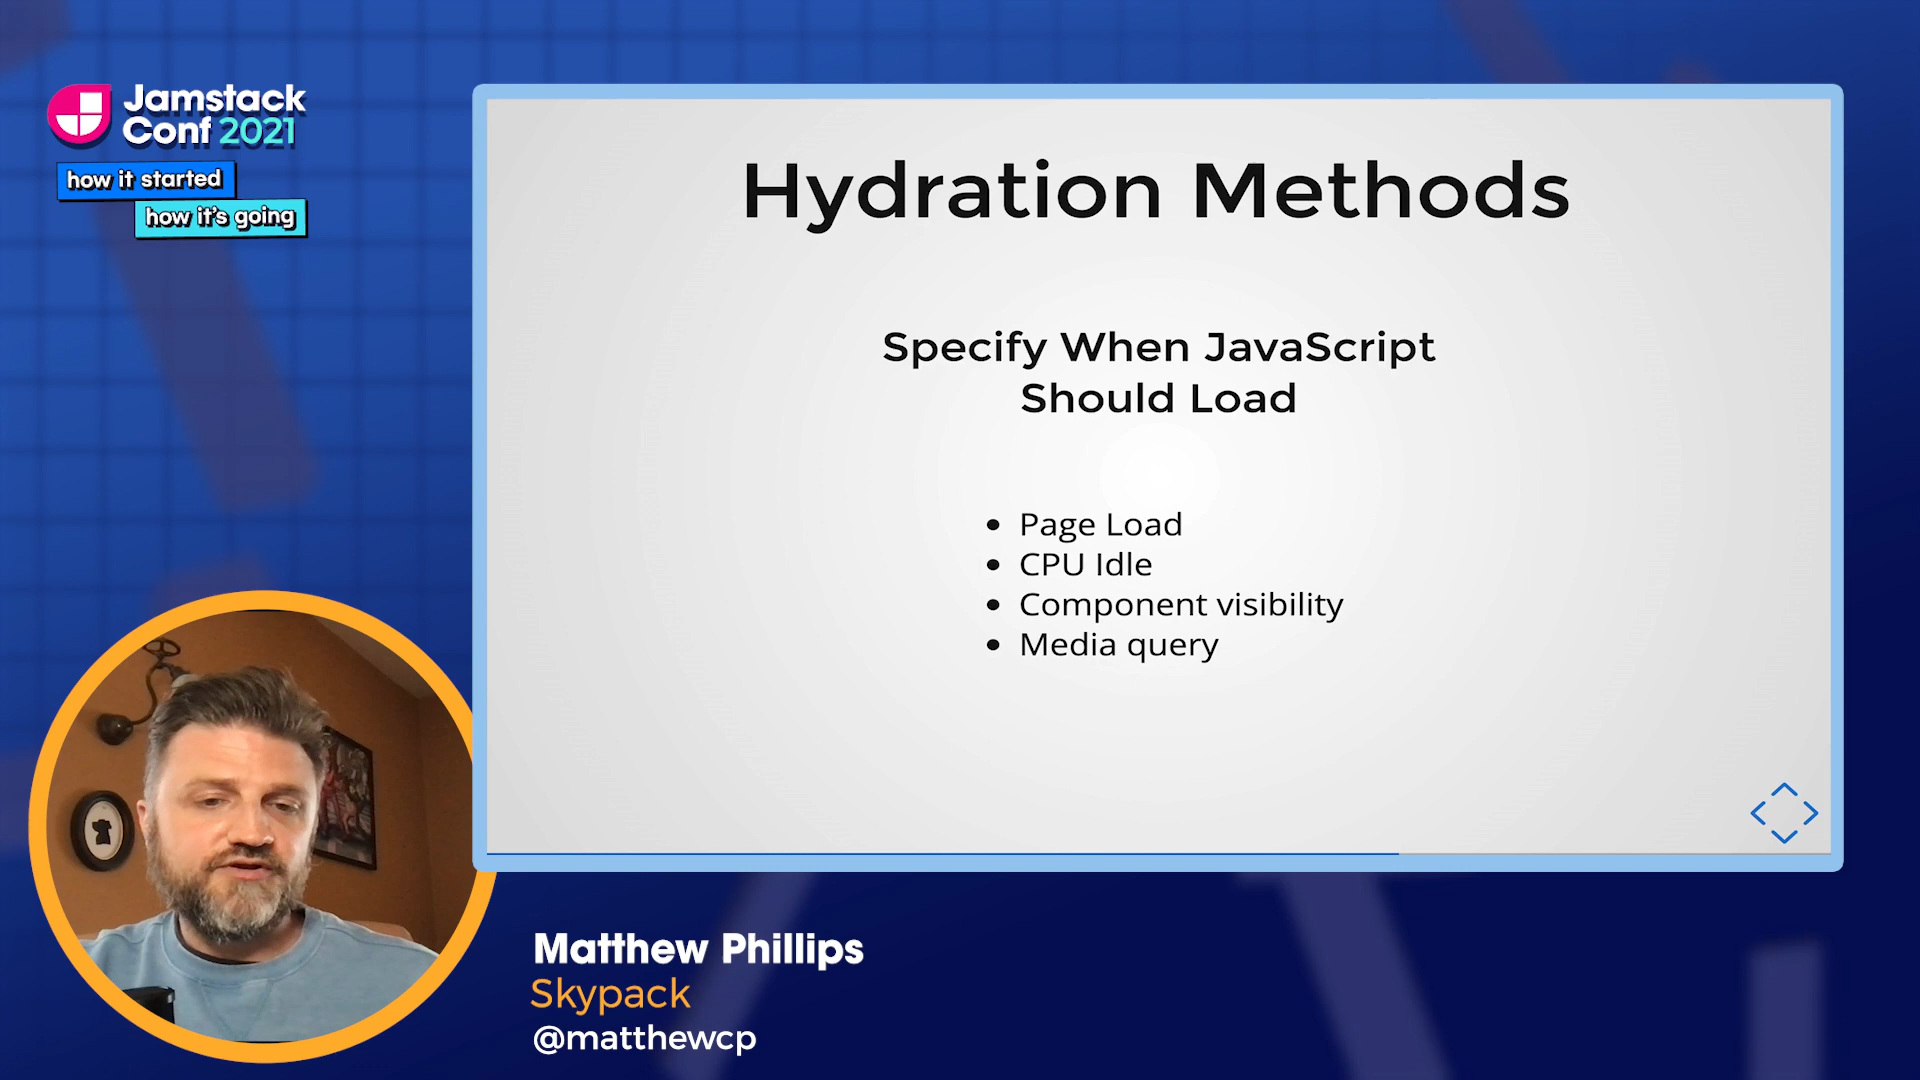 Jamstack
Conf 2021
how it started
how it's going
Hydration Methods
Specify When JavaScript
Should Load
• Page Load
• CPU Idle
• Component visibility
• Media query
Matthew Phillips
Skypack
@matthewcp